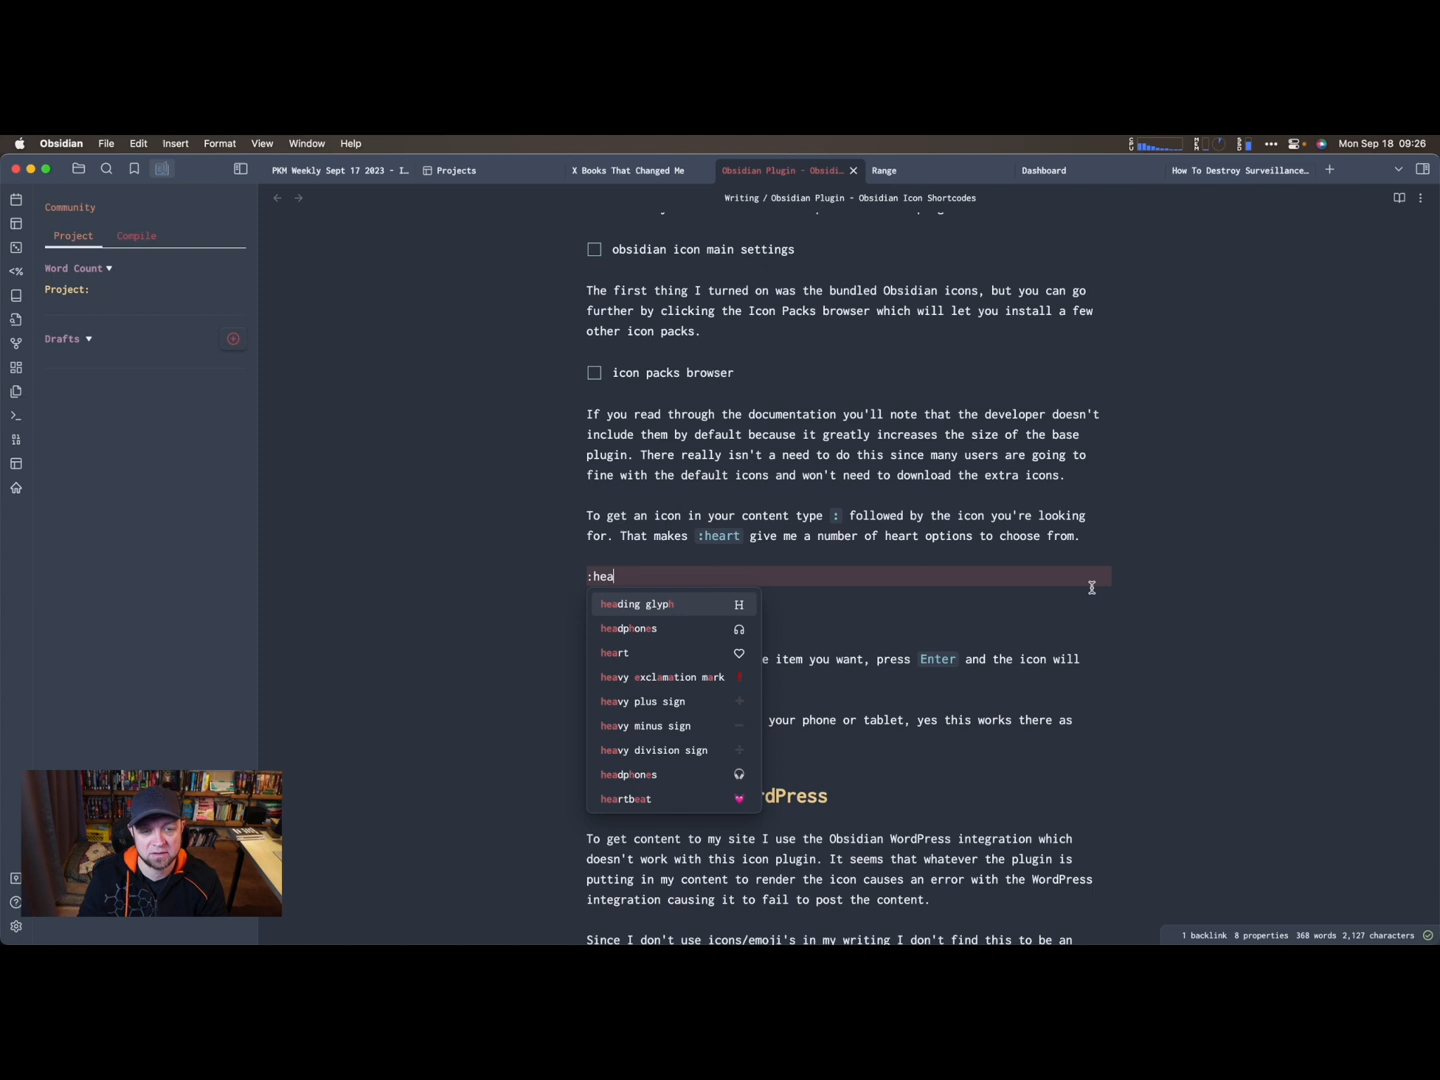 Obsidian File Edit Insert Format View Window Help
Mon Sep 18 09:26
PKM Weekly Sept 17 2023 - I...
Projects
X Books That Changed Me
Obsidian Plugin - Obsidi...
Range
Dashboard
How To Destroy Surveillance...
Writing / Obsidian Plugin - Obsidian Icon Shortcodes
Community
Project
Compile
Word Count
Project:
Drafts
obsidian icon main settings
The first thing I turned on was the bundled Obsidian icons, but you can go
further by clicking the Icon Packs browser which will let you install a few
other icon packs.
icon packs browser
If you read through the documentation you'll note that the developer doesn't
include them by default because it greatly increases the size of the base
plugin. There really isn't a need to do this since many users are going to
fine with the default icons and won't need to download the extra icons.
To get an icon in your content type : followed by the icon you're looking
for. That makes :heart give me a number of heart options to choose from.
:hea
heading glyph
headphones
heart
heavy exclamation mark
heavy plus sign
heavy minus sign
heavy division sign
headphones
heartbeat
e item you want, press Enter and the icon will
your phone or tablet, yes this works there as
rdPress
To get content to my site I use the Obsidian WordPress integration which
doesn't work with this icon plugin. It seems that whatever the plugin is
putting in my content to render the icon causes an error with the WordPress
integration causing it to fail to post the content.
Since I don't use icons/emoji's in my writing I don't find this to be an
1 backlink 8 properties 368 words 2,127 characters